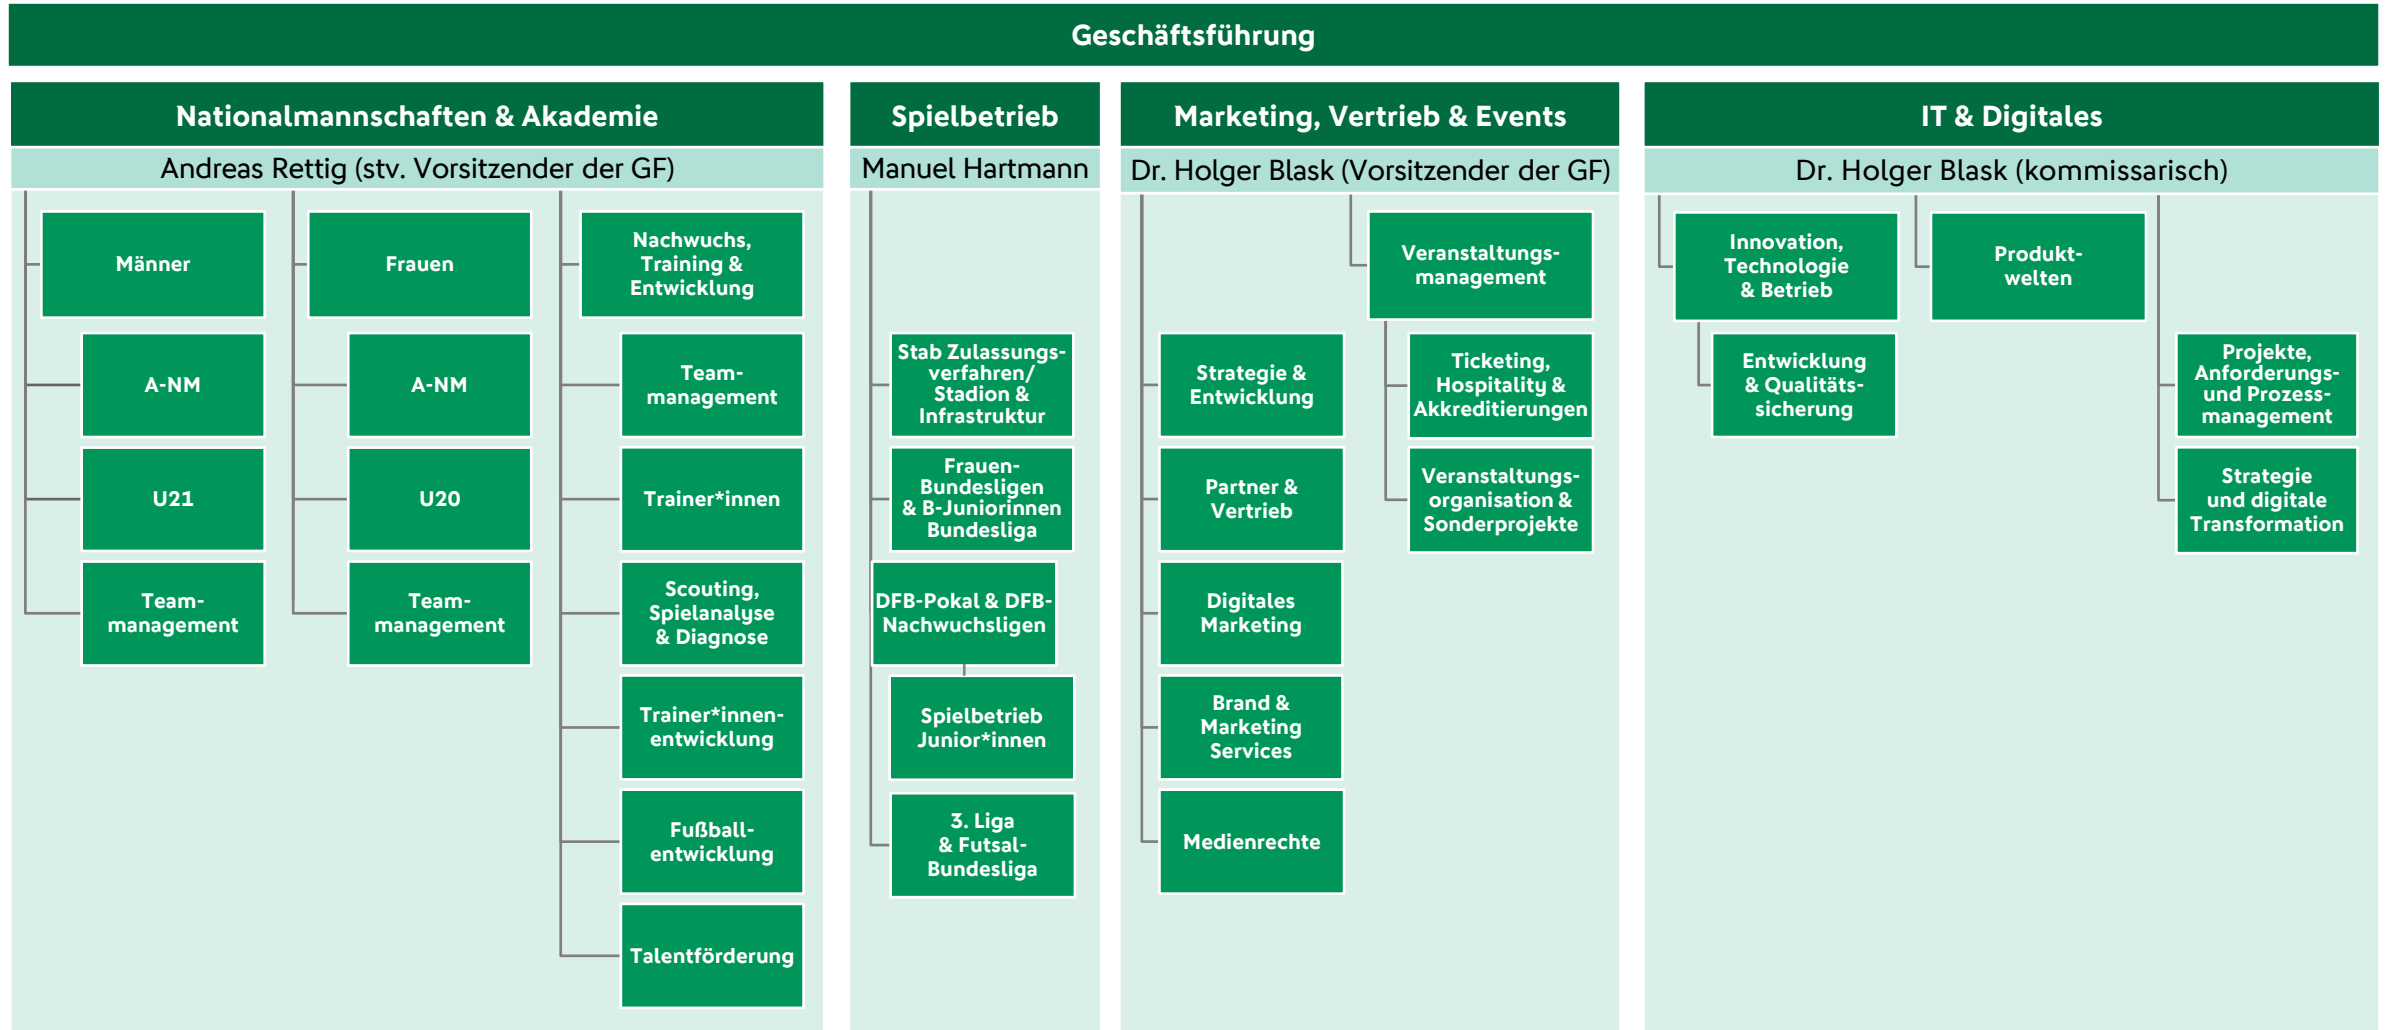 Geschäftsführung
Nationalmannschaften & Akademie
Andreas Rettig (stv. Vorsitzender der GF)
Männer
A-NM
U21
Team-
management
Frauen
A-NM
U20
Team-
management
Nachwuchs,
Training &
Entwicklung
Team-
management
Trainer*innen
Scouting,
Spielanalyse
& Diagnose
Trainer*innen-
entwicklung
Fußball-
entwicklung
Talentförderung
Spielbetrieb
Manuel Hartmann
Stab Zulassungs-
verfahren/
Stadion &
Infrastruktur
Frauen-
Bundesligen
& B-Juniorinnen
Bundesliga
DFB-Pokal & DFB-
Nachwuchsligen
Spielbetrieb
Junior*innen
3. Liga
& Futsal-
Bundesliga
Marketing, Vertrieb & Events
Dr. Holger Blask (Vorsitzender der GF)
Strategie &
Entwicklung
Partner &
Vertrieb
Digitales
Marketing
Brand &
Marketing
Services
Medienrechte
Veranstaltungs-
management
Ticketing,
Hospitality &
Akkreditierungen
Veranstaltungs-
organisation &
Sonderprojekte
IT & Digitales
Dr. Holger Blask (kommissarisch)
Innovation,
Technologie
& Betrieb
Entwicklung
& Qualitäts-
sicherung
Produkt-
welten
Projekte,
Anforderungs-
und Prozess-
management
Strategie
und digitale
Transformation